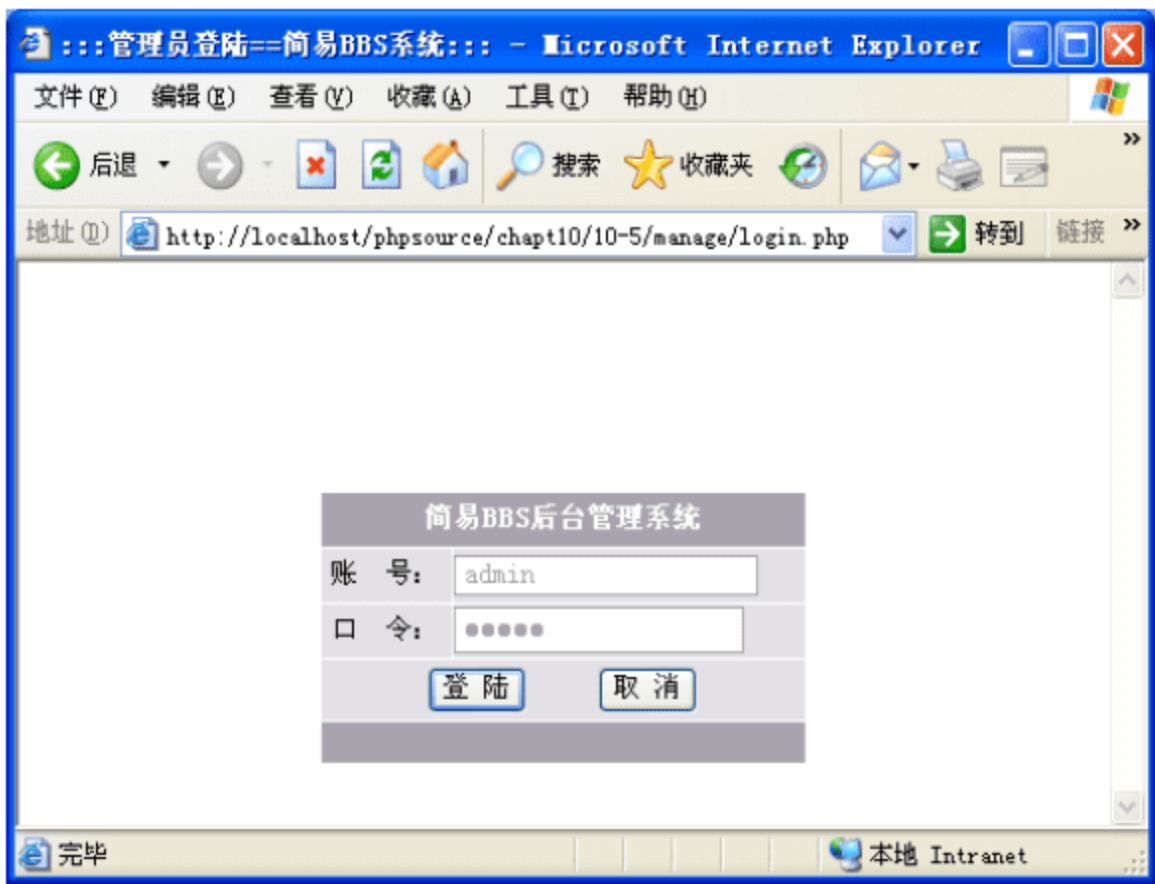 :::管理员登陆==简易BBS系统::: - Microsoft Internet Explorer
文件(F) 编辑(E) 查看(V) 收藏(A) 工具(T) 帮助(H)
后退 搜索 收藏夹 »
地址(D) http://localhost/phpsource/chapt10/10-5/manage/login.php 转到 链接 »
简易BBS后台管理系统
账 号: admin
口 令: ●●●●●
登 陆 取 消
完毕 本地 Intranet